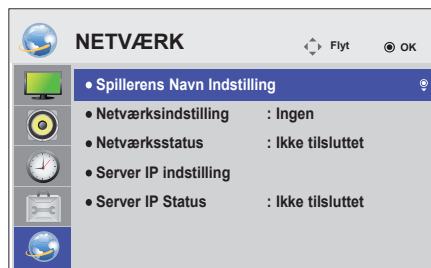 NETVÆRK Flyt OK
• Spillerens Navn Indstilling
• Netværksindstilling : Ingen
• Netværksstatus : Ikke tilsluttet
• Server IP indstilling
• Server IP Status : Ikke tilsluttet